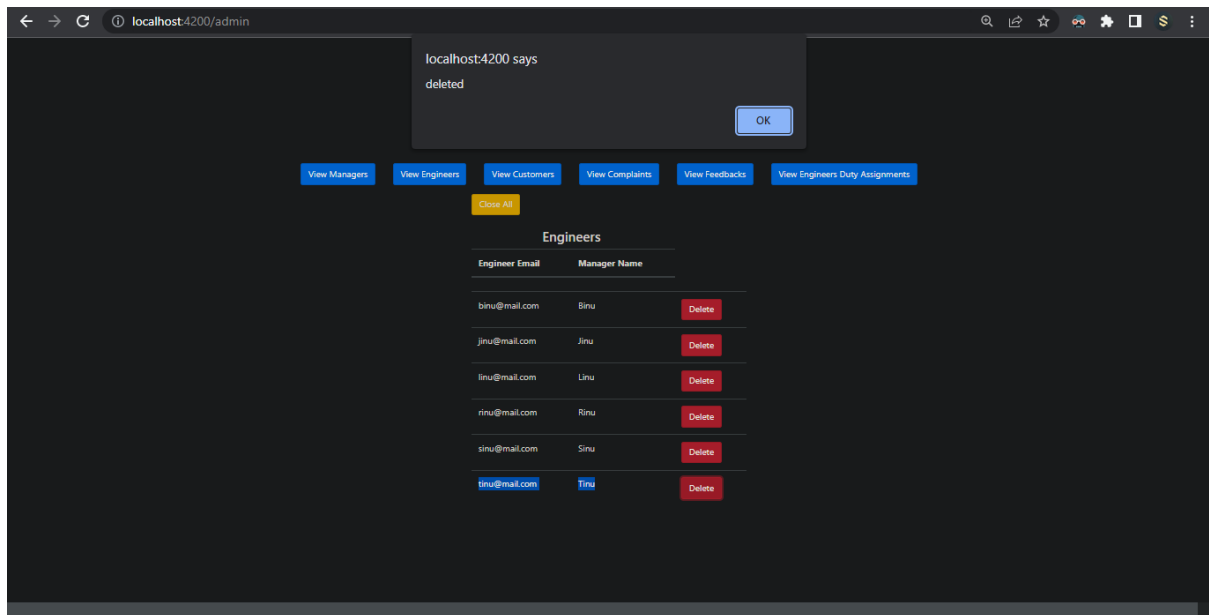 localhost:4200/admin
localhost:4200 says
deleted
OK
View Managers View Engineers View Customers View Complaints View Feedbacks View Engineers Duty Assignments
Close All
Engineers
Engineer Email Manager Name
binu@mail.com Binu Delete
jinu@mail.com Jinu Delete
linu@mail.com Linu Delete
rinu@mail.com Rinu Delete
sinu@mail.com Sinu Delete
tinu@mail.com Tinu Delete